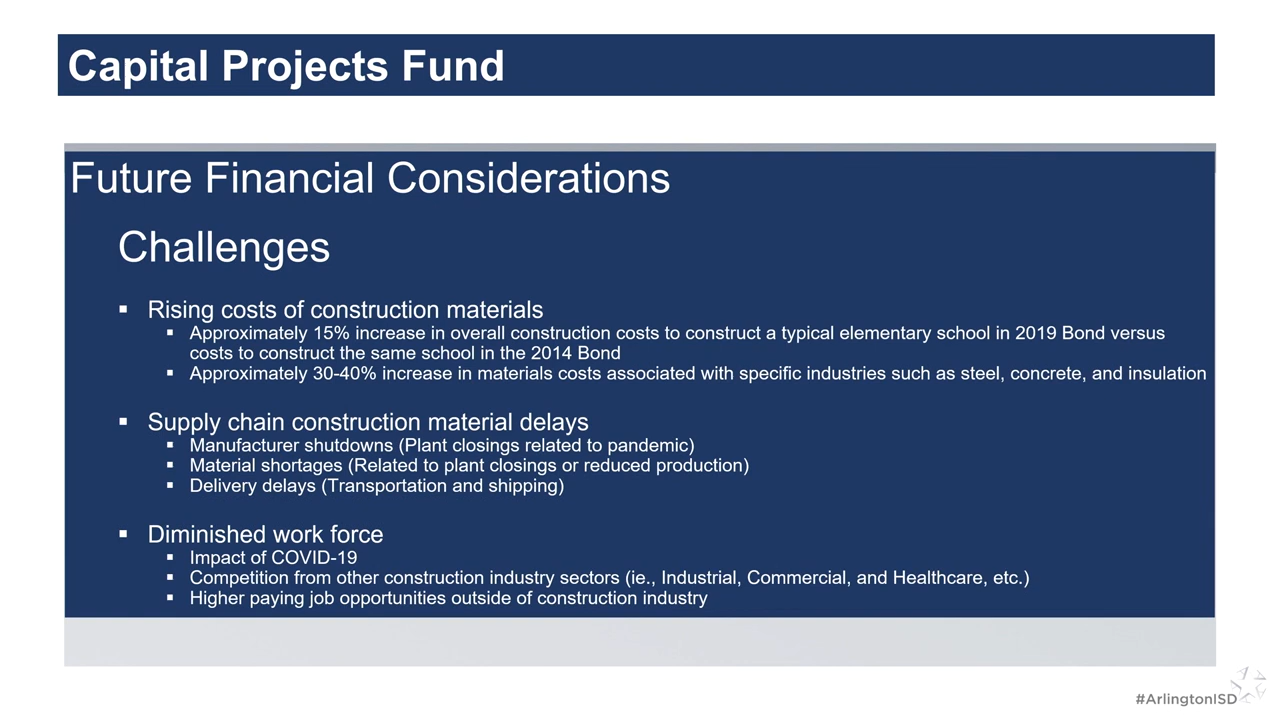 Capital Projects Fund
Future Financial Considerations
Challenges
▪ Rising costs of construction materials
▪ Approximately 15% increase in overall construction costs to construct a typical elementary school in 2019 Bond versus
costs to construct the same school in the 2014 Bond
▪ Approximately 30-40% increase in materials costs associated with specific industries such as steel, concrete, and insulation
▪ Supply chain construction material delays
▪ Manufacturer shutdowns (Plant closings related to pandemic)
▪ Material shortages (Related to plant closings or reduced production)
▪ Delivery delays (Transportation and shipping)
▪ Diminished work force
▪ Impact of COVID-19
▪ Competition from other construction industry sectors (ie., Industrial, Commercial, and Healthcare, etc.)
▪ Higher paying job opportunities outside of construction industry
#ArlingtonISD